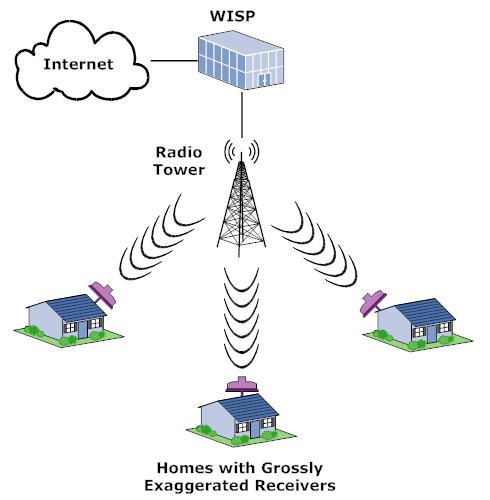 WISP
Internet
Radio
Tower
Homes with Grossly
Exaggerated Receivers